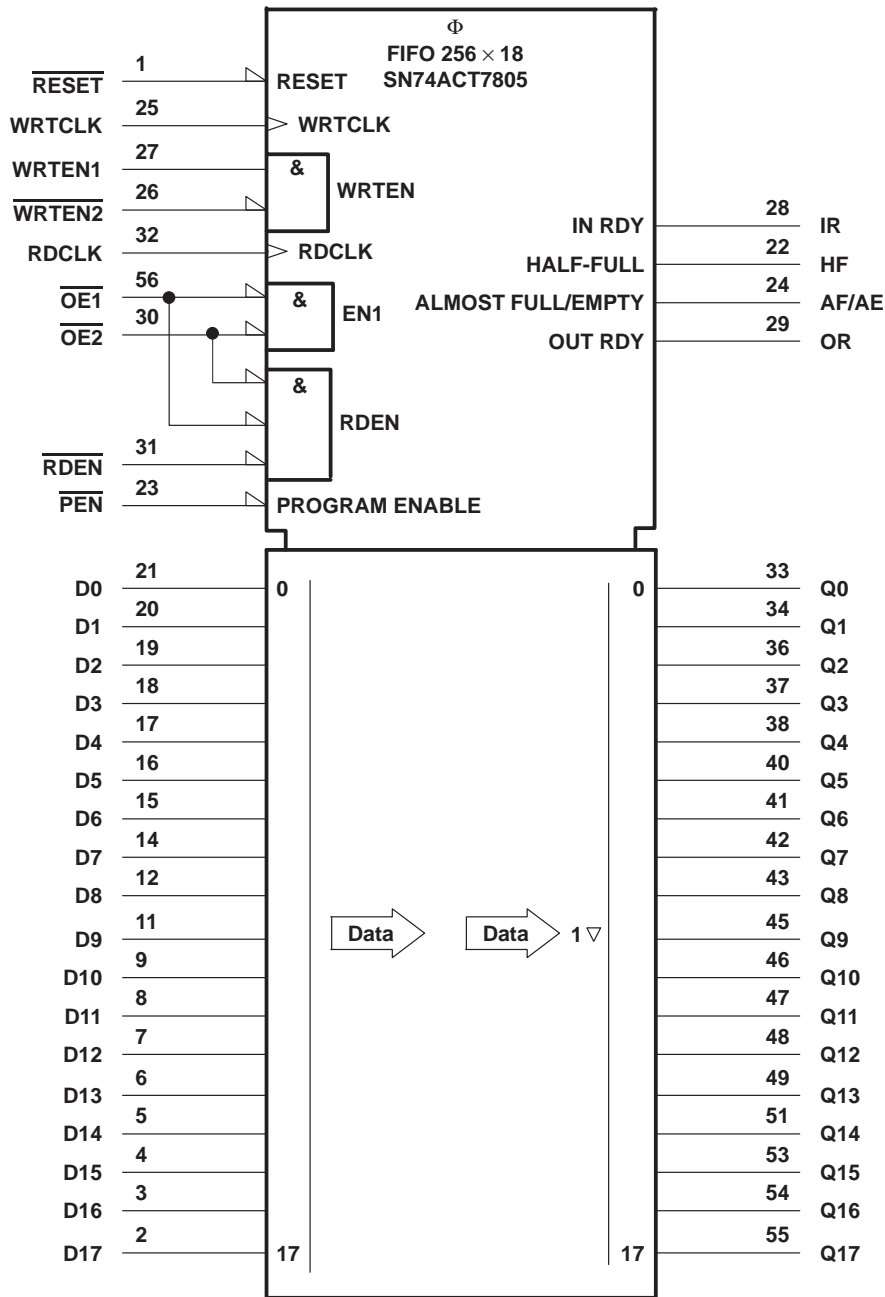 Φ
FIFO 256 × 18
SN74ACT7805
RESET 1 RESET
WRTCLK 25 WRTCLK
WRTEN1 27 &
WRTEN
WRTEN2 26
IN RDY 28 IR
RDCLK 32 RDCLK
HALF-FULL 22 HF
OE1 56 &
EN1
ALMOST FULL/EMPTY 24 AF/AE
OE2 30
OUT RDY 29 OR
&
RDEN
RDEN 31
PEN 23 PROGRAM ENABLE
D0 21 0 0 33 Q0
D1 20 34 Q1
D2 19 36 Q2
D3 18 37 Q3
D4 17 38 Q4
D5 16 40 Q5
D6 15 41 Q6
D7 14 42 Q7
D8 12 43 Q8
D9 11 Data Data 1 ▽ 45 Q9
D10 9 46 Q10
D11 8 47 Q11
D12 7 48 Q12
D13 6 49 Q13
D14 5 51 Q14
D15 4 53 Q15
D16 3 54 Q16
D17 2 17 17 55 Q17